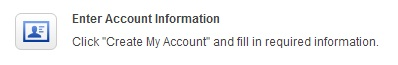 Enter Account Information
Click "Create My Account" and fill in required information.